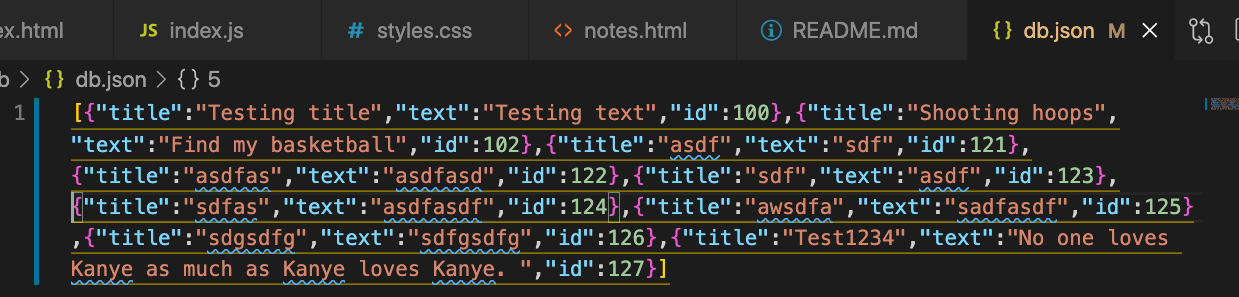 ex.html JS index.js # styles.css <> notes.html README.md {} db.json M
b > {} db.json > {} 5
1 [{"title":"Testing title","text":"Testing text","id":100},{"title":"Shooting hoops",
"text":"Find my basketball","id":102},{"title":"asdf","text":"sdf","id":121},
{"title":"asdfas","text":"asdfasd","id":122},{"title":"sdf","text":"asdf","id":123},
{"title":"sdfas","text":"asdfasdf","id":124},{"title":"awsdfa","text":"sadfasdf","id":125}
,{"title":"sdgsdfg","text":"sdfgsdfg","id":126},{"title":"Test1234","text":"No one loves
Kanye as much as Kanye loves Kanye. ","id":127}]